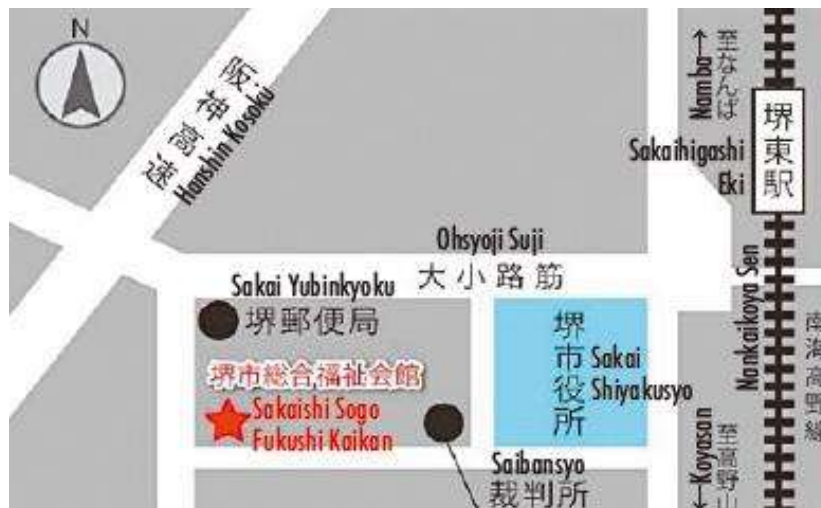 N
阪神高速
Hanshin Kosoku
Namba→
至なんば
Sakaihigashi
Eki
堺東駅
Ohsyoji Suji
大小路筋
Sakai Yubinkyoku
堺郵便局
堺市総合福祉会館
Sakaishi Sogo
Fukushi Kaikan
堺市役所
Sakai
Shiyakusyo
Nankaikoya Sen
南海高野線
Saibansyo
裁判所
←Koyasan
至高野山